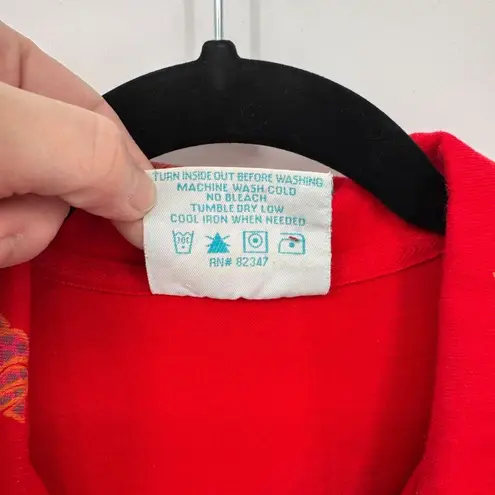 TURN INSIDE OUT BEFORE WASHING
MACHINE WASH COLD
NO BLEACH
TUMBLE DRY LOW
COOL IRON WHEN NEEDED
30C
RN# 82347